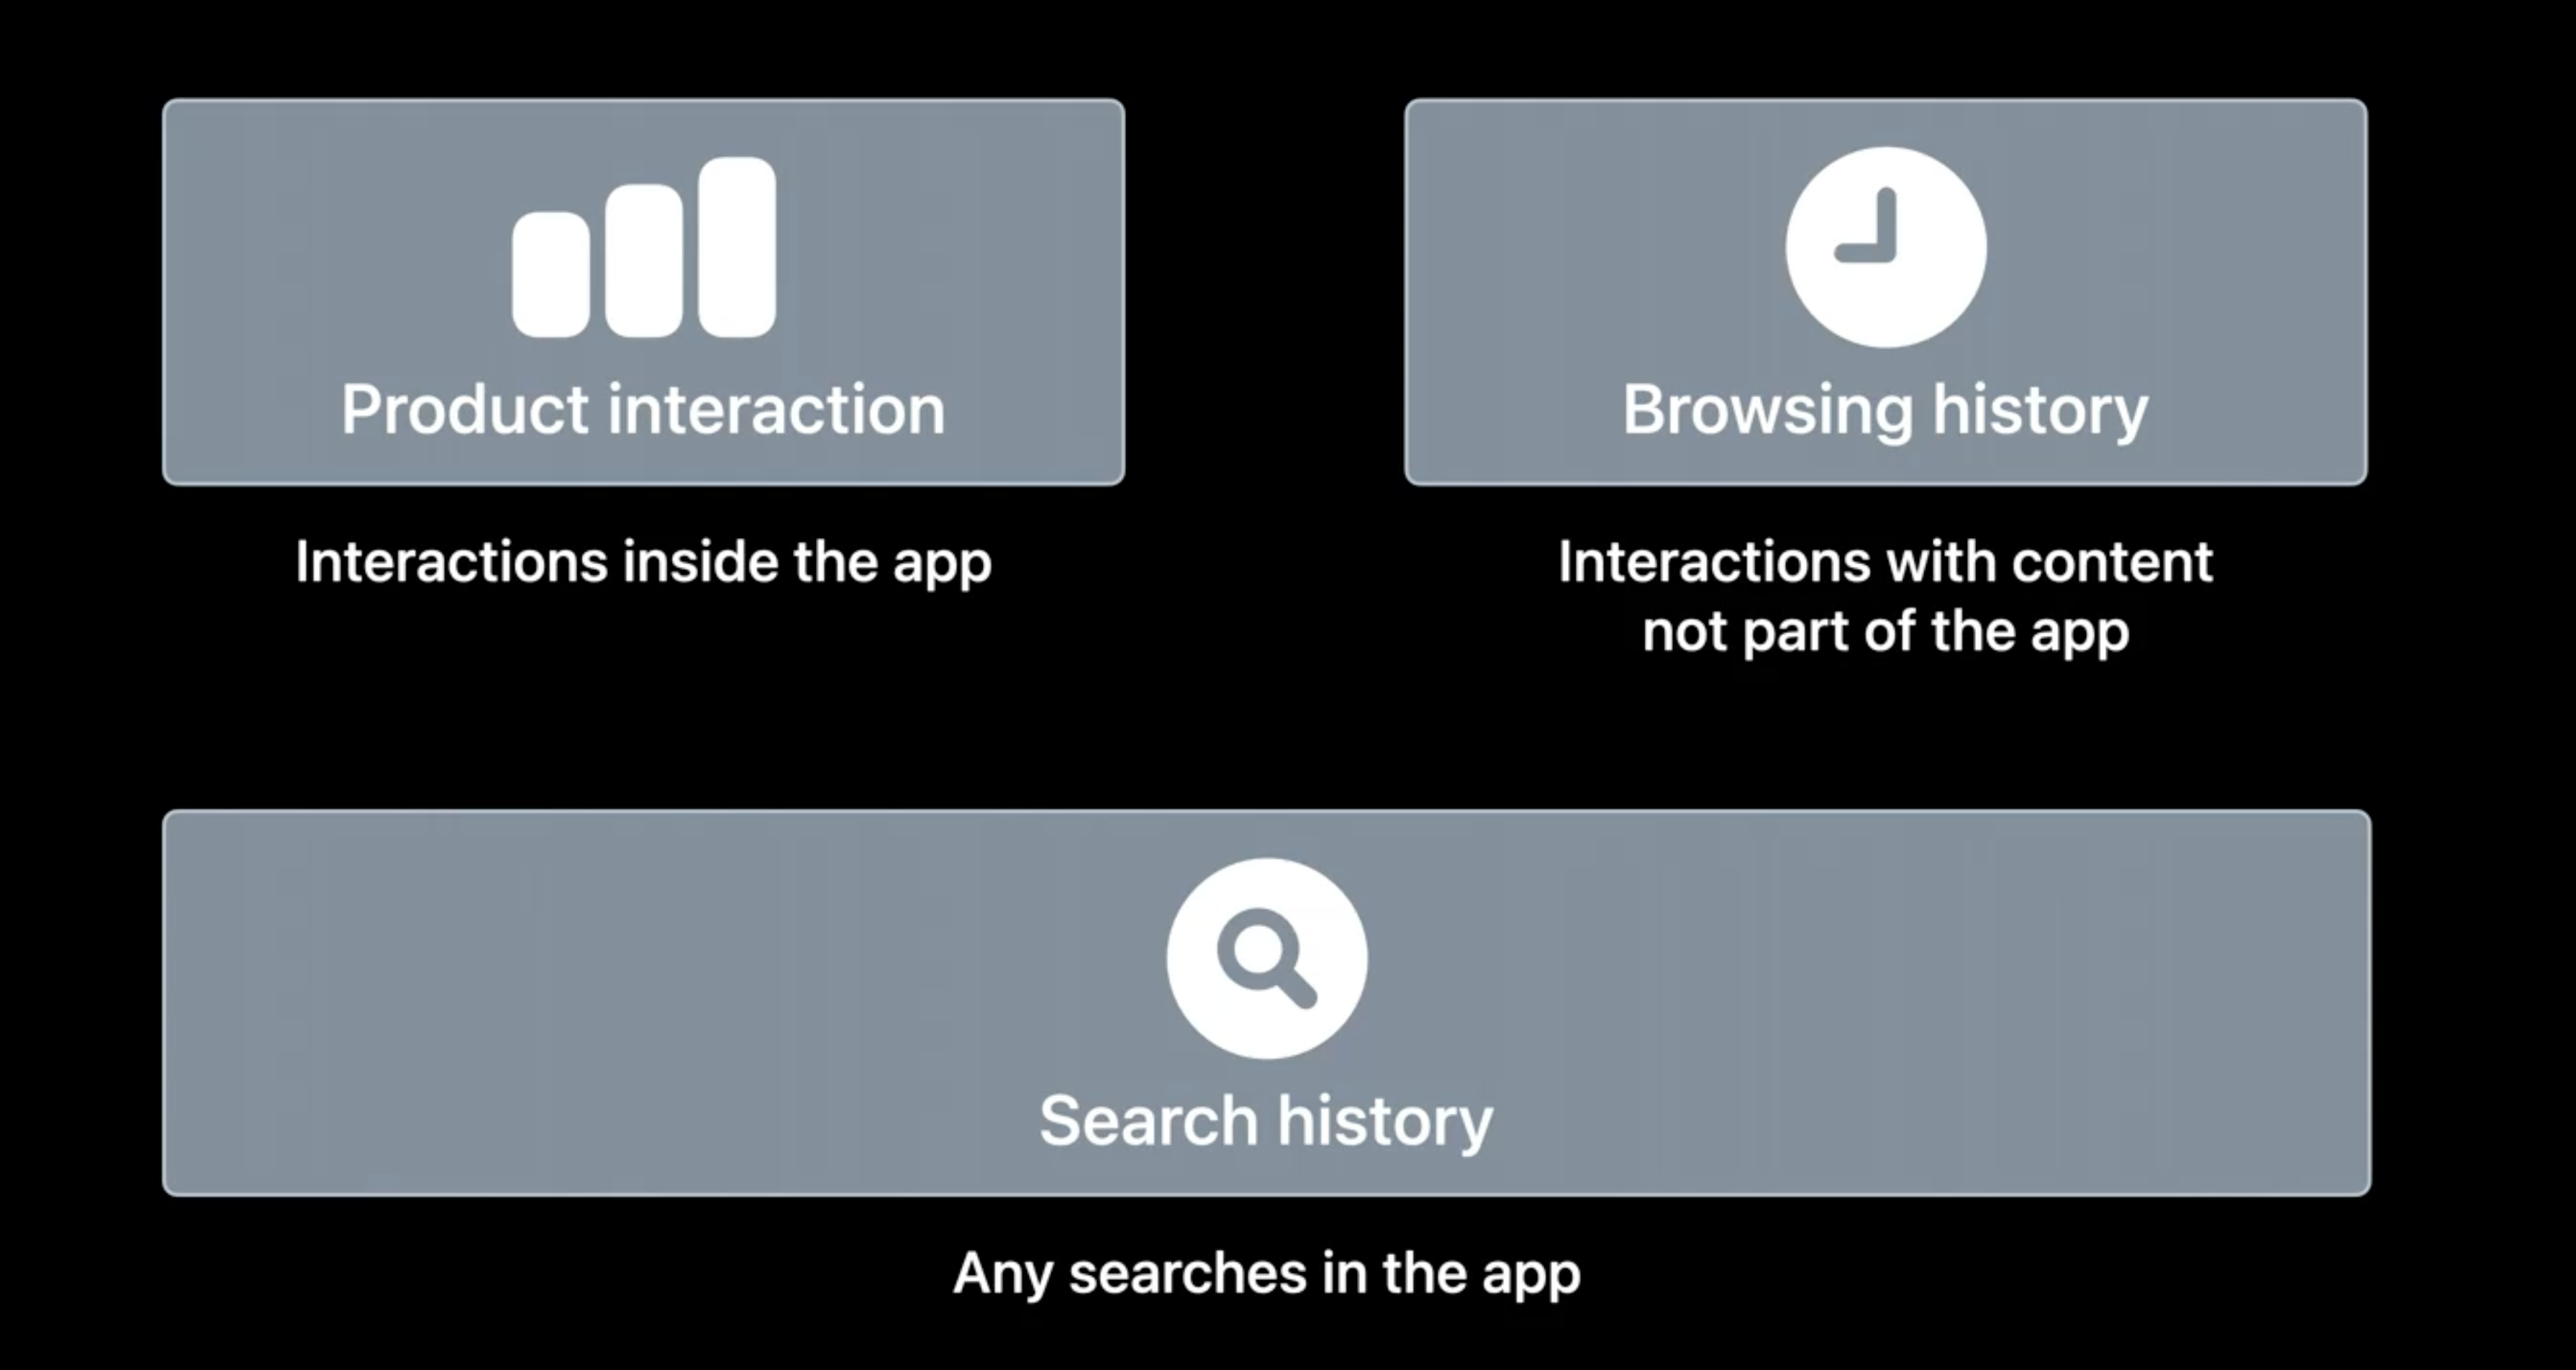 Product interaction
Interactions inside the app
Browsing history
Interactions with content
not part of the app
Search history
Any searches in the app